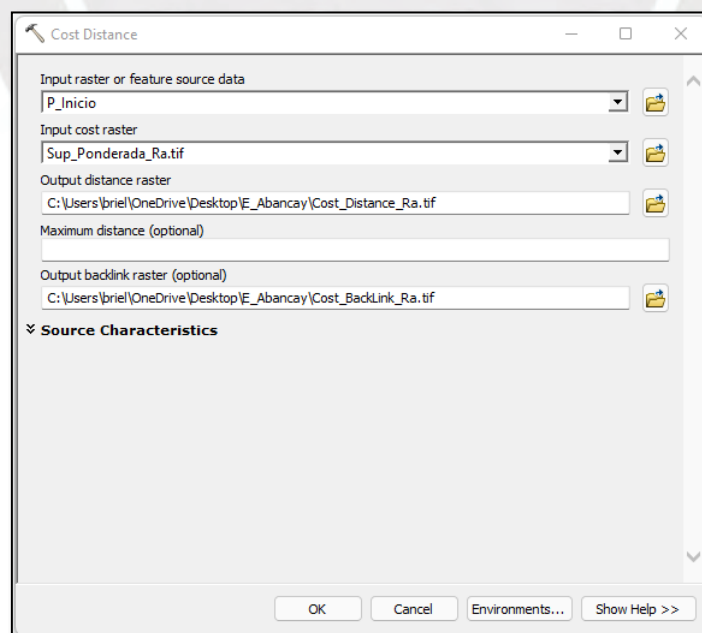 Cost Distance
Input raster or feature source data
P_Inicio
Input cost raster
Sup_Ponderada_Ra.tif
Output distance raster
C:\Users\briel\OneDrive\Desktop\E_Abancay\Cost_Distance_Ra.tif
Maximum distance (optional)
Output backlink raster (optional)
C:\Users\briel\OneDrive\Desktop\E_Abancay\Cost_BackLink_Ra.tif
Source Characteristics
OK Cancel Environments... Show Help >>